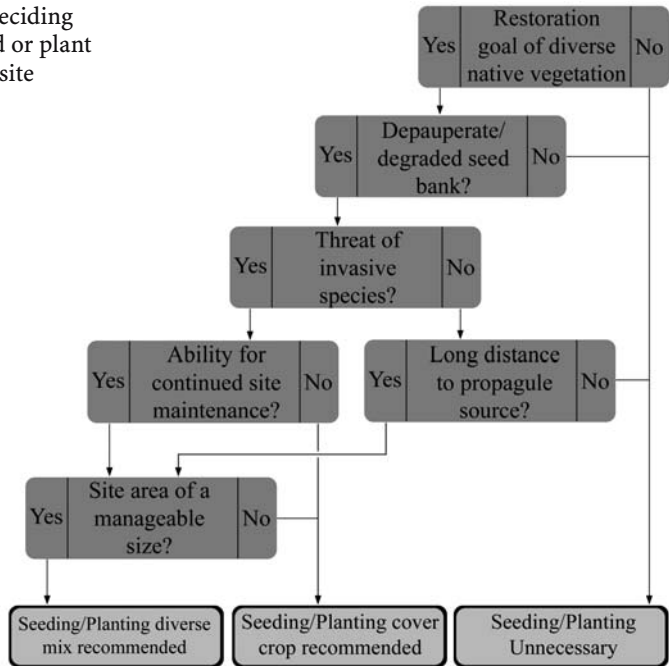 eciding
d or plant
site
Yes
Restoration
goal of diverse
native vegetation
No
Yes
Depauperate/
degraded seed
bank?
No
Yes
Threat of
invasive
species?
No
Yes
Ability for
continued site
maintenance?
No
Yes
Long distance
to propagule
source?
No
Yes
Site area of a
manageable
size?
No
Seeding/Planting diverse
mix recommended
Seeding/Planting cover
crop recommended
Seeding/Planting
Unnecessary